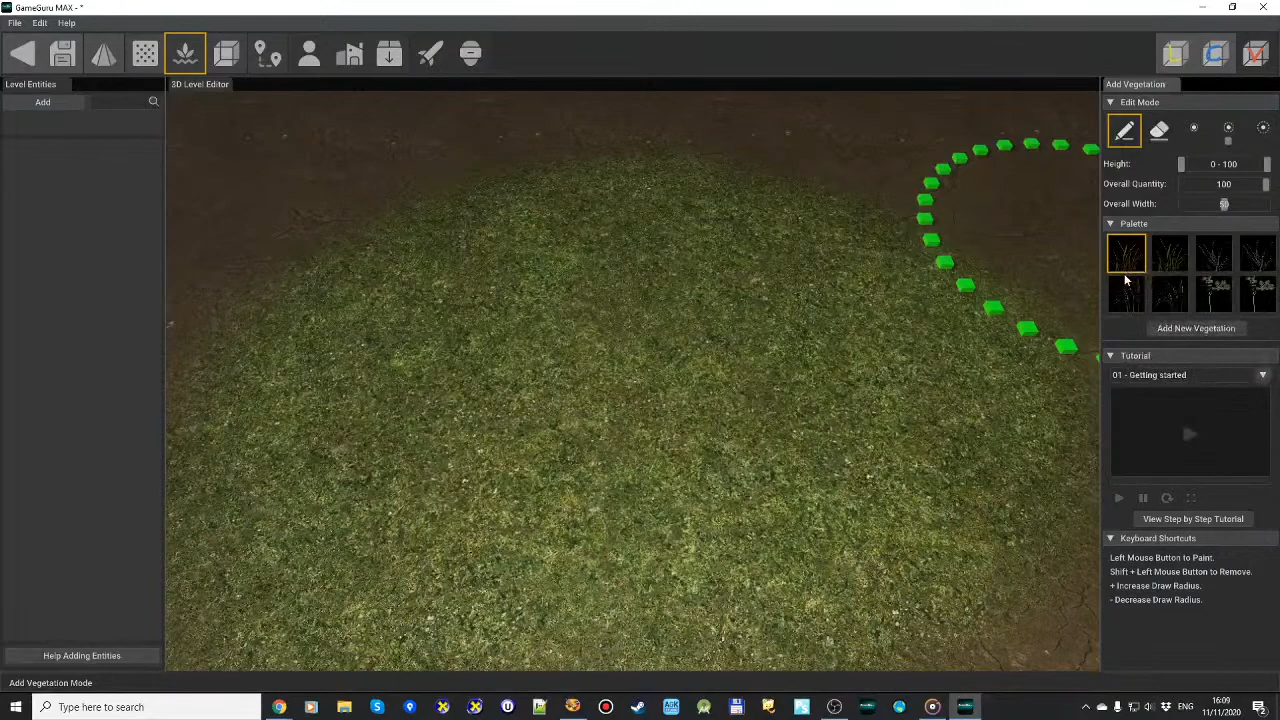 GameGuru MAX - *
File Edit Help
Level Entities
Add
3D Level Editor
Add Vegetation
Edit Mode
Height: 0 - 100
Overall Quantity: 100
Overall Width: 50
Palette
Add New Vegetation
Tutorial
01 - Getting started
View Step by Step Tutorial
Keyboard Shortcuts
Left Mouse Button to Paint.
Shift + Left Mouse Button to Remove.
+ Increase Draw Radius.
- Decrease Draw Radius.
Help Adding Entities
Add Vegetation Mode
Type here to search
16:09
11/11/2020